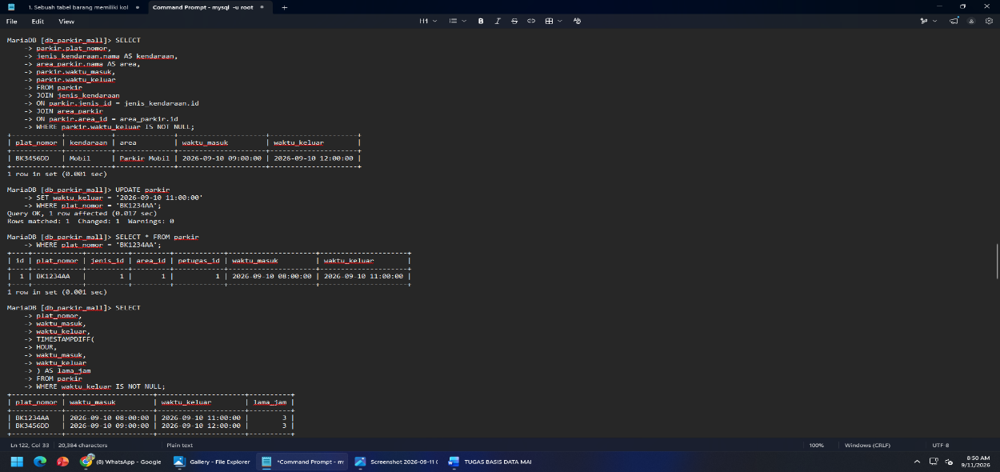 1. Sebuah tabel barang memiliki kol
Command Prompt - mysql -u root
File Edit View
H1
B I S
MariaDB [db_parkir_mall]> SELECT
-> parkir.plat_nomor,
-> jenis_kendaraan.nama AS kendaraan,
-> area_parkir.nama AS area,
-> parkir.waktu_masuk,
-> parkir.waktu_keluar
-> FROM parkir
-> JOIN jenis_kendaraan
-> ON parkir.jenis_id = jenis_kendaraan.id
-> JOIN area_parkir
-> ON parkir.area_id = area_parkir.id
-> WHERE parkir.waktu_keluar IS NOT NULL;
+------------+-----------+--------------+---------------------+---------------------+
| plat_nomor | kendaraan | area | waktu_masuk | waktu_keluar |
+------------+-----------+--------------+---------------------+---------------------+
| BK3456DD | Mobil | Parkir Mobil | 2026-09-10 09:00:00 | 2026-09-10 12:00:00 |
+------------+-----------+--------------+---------------------+---------------------+
1 row in set (0.001 sec)
MariaDB [db_parkir_mall]> UPDATE parkir
-> SET waktu_keluar = '2026-09-10 11:00:00'
-> WHERE plat_nomor = 'BK1234AA';
Query OK, 1 row affected (0.017 sec)
Rows matched: 1 Changed: 1 Warnings: 0
MariaDB [db_parkir_mall]> SELECT * FROM parkir
-> WHERE plat_nomor = 'BK1234AA';
+----+------------+----------+---------+------------+---------------------+---------------------+
| id | plat_nomor | jenis_id | area_id | petugas_id | waktu_masuk | waktu_keluar |
+----+------------+----------+---------+------------+---------------------+---------------------+
| 1 | BK1234AA | 1 | 1 | 1 | 2026-09-10 08:00:00 | 2026-09-10 11:00:00 |
+----+------------+----------+---------+------------+---------------------+---------------------+
1 row in set (0.001 sec)
MariaDB [db_parkir_mall]> SELECT
-> plat_nomor,
-> waktu_masuk,
-> waktu_keluar,
-> TIMESTAMPDIFF(
-> HOUR,
-> waktu_masuk,
-> waktu_keluar
-> ) AS lama_jam
-> FROM parkir
-> WHERE waktu_keluar IS NOT NULL;
+------------+---------------------+---------------------+----------+
| plat_nomor | waktu_masuk | waktu_keluar | lama_jam |
+------------+---------------------+---------------------+----------+
| BK1234AA | 2026-09-10 08:00:00 | 2026-09-10 11:00:00 | 3 |
| BK3456DD | 2026-09-10 09:00:00 | 2026-09-10 12:00:00 | 3 |
+------------+---------------------+---------------------+----------+
Ln 122, Col 33 20,384 characters Plain text 100% Windows (CRLF) UTF-8
(8) WhatsApp - Google
Gallery - File Explorer
*Command Prompt - m
Screenshot 2026-09-11 (
TUGAS BASIS DATA MAI
8:50 AM
9/11/2026